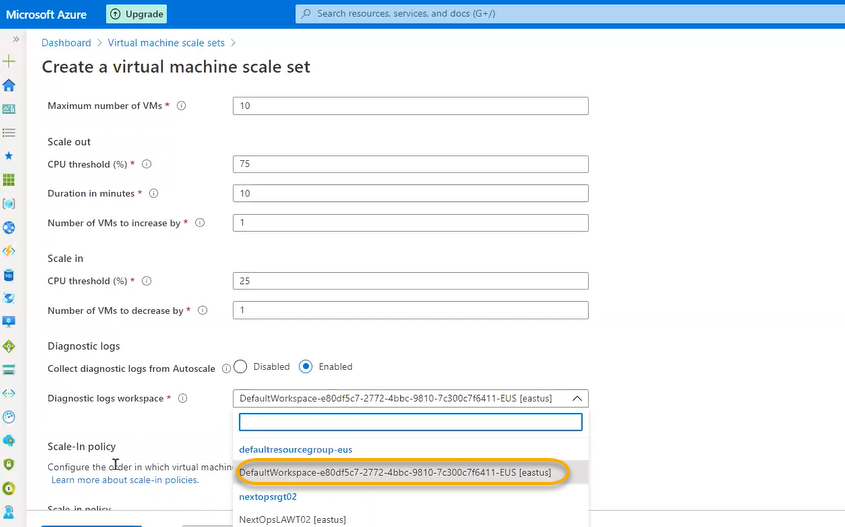 Microsoft Azure
Upgrade
Search resources, services, and docs (G+/)
Dashboard > Virtual machine scale sets >
Create a virtual machine scale set
Maximum number of VMs *
10
Scale out
CPU threshold (%) *
75
Duration in minutes *
10
Number of VMs to increase by *
1
Scale in
CPU threshold (%) *
25
Number of VMs to decrease by *
1
Diagnostic logs
Collect diagnostic logs from Autoscale
Disabled
Enabled
Diagnostic logs workspace *
DefaultWorkspace-e80df5c7-2772-4bbc-9810-7c300c7f6411-EUS [eastus]
defaultresourcegroup-eus
Scale-In policy
Configure the order in which virtual machin
DefaultWorkspace-e80df5c7-2772-4bbc-9810-7c300c7f6411-EUS [eastus]
Learn more about scale-in policies.
nextopsrgt02
Scale-in policy
NextOpsLAWT02 [eastus]